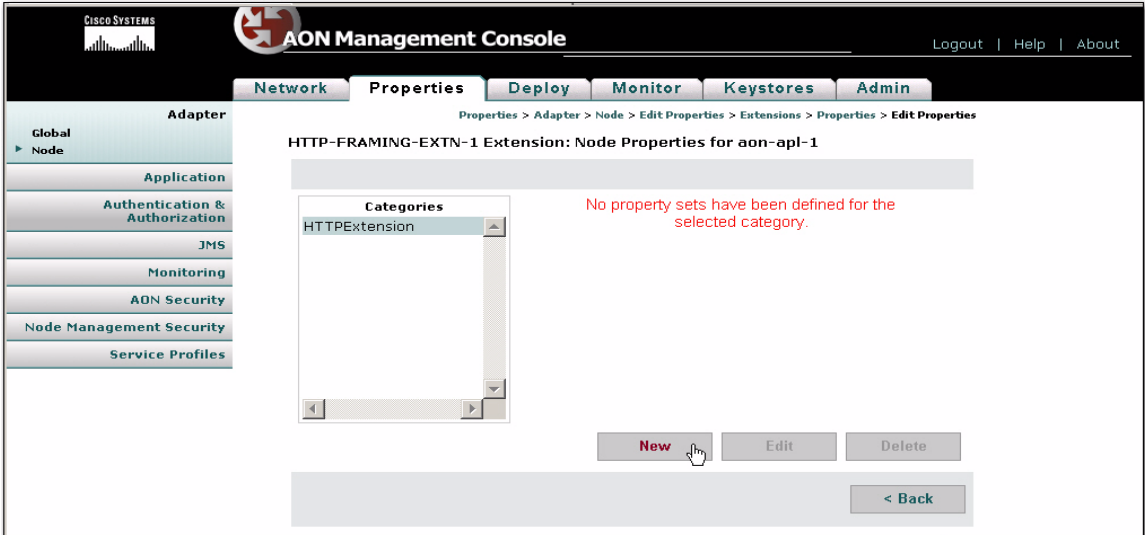 CISCO SYSTEMS
AON Management Console
Logout | Help | About
Network Properties Deploy Monitor Keystores Admin
Adapter
Global
Node
Application
Authentication &
Authorization
JMS
Monitoring
AON Security
Node Management Security
Service Profiles
Properties > Adapter > Node > Edit Properties > Extensions > Properties > Edit Properties
HTTP-FRAMING-EXTN-1 Extension: Node Properties for aon-apl-1
Categories
HTTPExtension
No property sets have been defined for the
selected category.
New Edit Delete
< Back